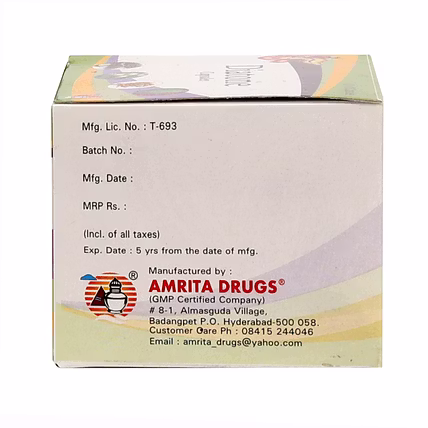 Mfg. Lic. No. : T-693
Batch No. :
Mfg. Date :
MRP Rs. :
(Incl. of all taxes)
Exp. Date : 5 yrs from the date of mfg.
Manufactured by :
®
AMRITA DRUGS®
(GMP Certified Company)
# 8-1, Almasguda Village,
Badangpet P.O. Hyderabad-500 058.
Customer Care Ph : 08415 244046
Email : amrita_drugs@yahoo.com